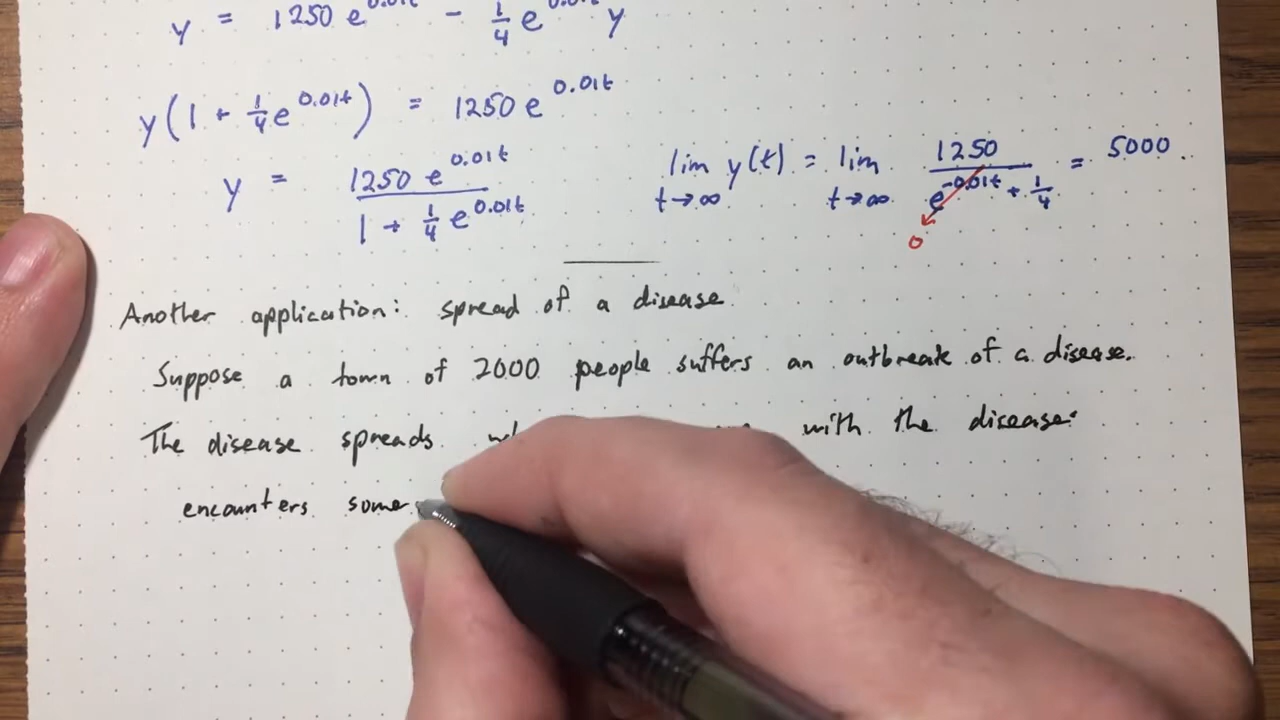 y = 1250 e - 1/4 e y
y(1 + 1/4 e^0.01t) = 1250 e^0.01t
y = 1250 e^0.01t / (1 + 1/4 e^0.01t)
lim t→∞ y(t) = lim t→∞ 1250 / (e^-0.01t + 1/4) = 5000.
0
Another application: spread of a disease
Suppose a town of 2000 people suffers an outbreak of a disease.
The disease spreads with the disease
encounters some